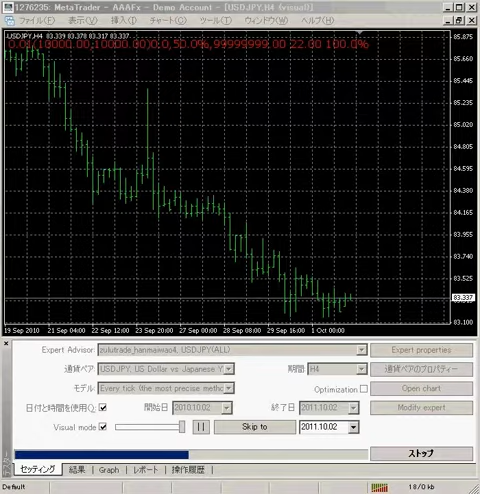 1276235: MetaTrader - AAAFx - Demo Account - [USDJPY,H4 (visual)]
ファイル(F) 表示(V) 挿入(I) チャート(C) ツール(T) ウィンドウ(W) ヘルプ(H)
USDJPY,H4 83.339 83.378 83.317 83.337
0.00(10000.00,10000.00)0.0,50.0%,99999999.00 22.00 100.0%
85.875
85.660
85.445
85.235
85.020
84.805
84.595
84.380
84.165
83.955
83.740
83.525
83.337
83.100
19 Sep 2010 21 Sep 04:00 22 Sep 12:00 23 Sep 20:00 27 Sep 00:00 28 Sep 08:00 29 Sep 16:00 1 Oct 00:00
Expert Advisor: zulutrade_hanmaiwao4, USDJPY(ALL) Expert properties
通貨ペア: USDJPY, US Dollar vs Japanese Y 期間: H4 通貨ペアのプロパティー
モデル: Every tick (the most precise metho Optimization Open chart
日付と時間を使用Q: 開始日 2010.10.02 終了日 2011.10.02 Modify expert
Visual mode Skip to 2011.10.02
ストップ
セッティング 結果 Graph レポート 操作履歴
Default 18/0 kb